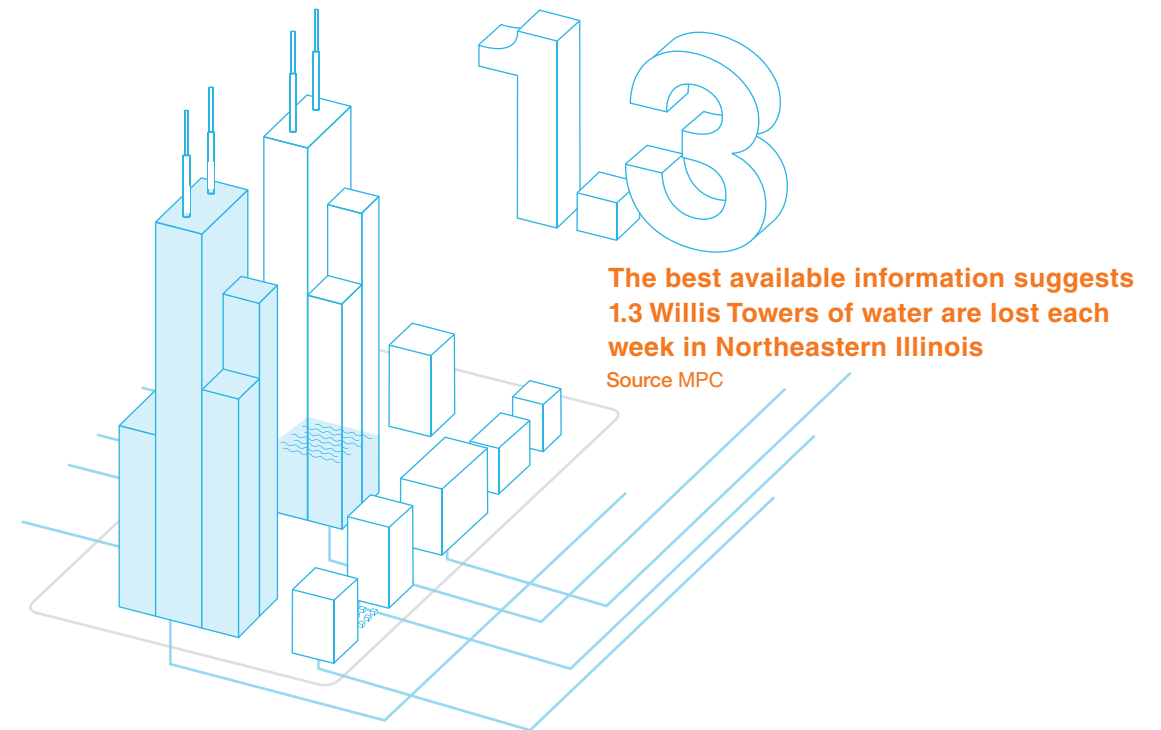 1.3
The best available information suggests
1.3 Willis Towers of water are lost each
week in Northeastern Illinois
Source MPC